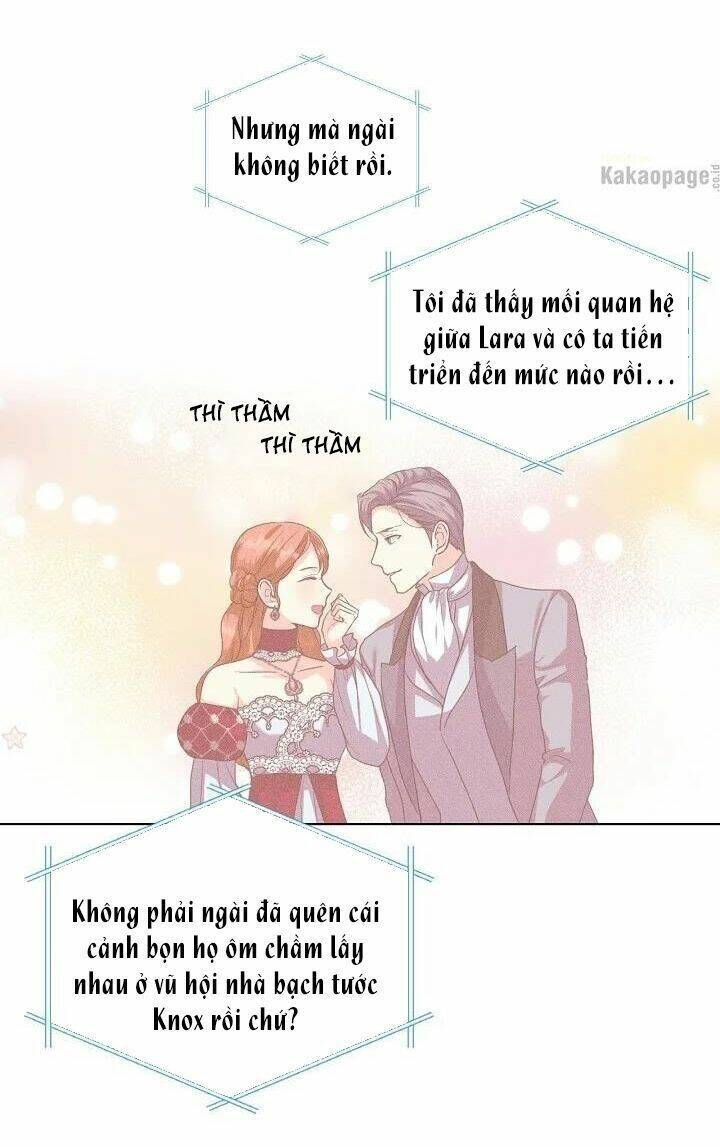 Nhưng mà ngài
không biết rồi.
Kakaopage
Tôi đã thấy mối quan hệ
giữa Lara và cô ta tiến
triển đến mức nào rồi...
THÌ THẦM
THÌ THẦM
Không phải ngài đã quên cái
cảnh bọn họ ôm chầm lấy
nhau ở vũ hội nhà bạch tước
Knox rồi chứ?